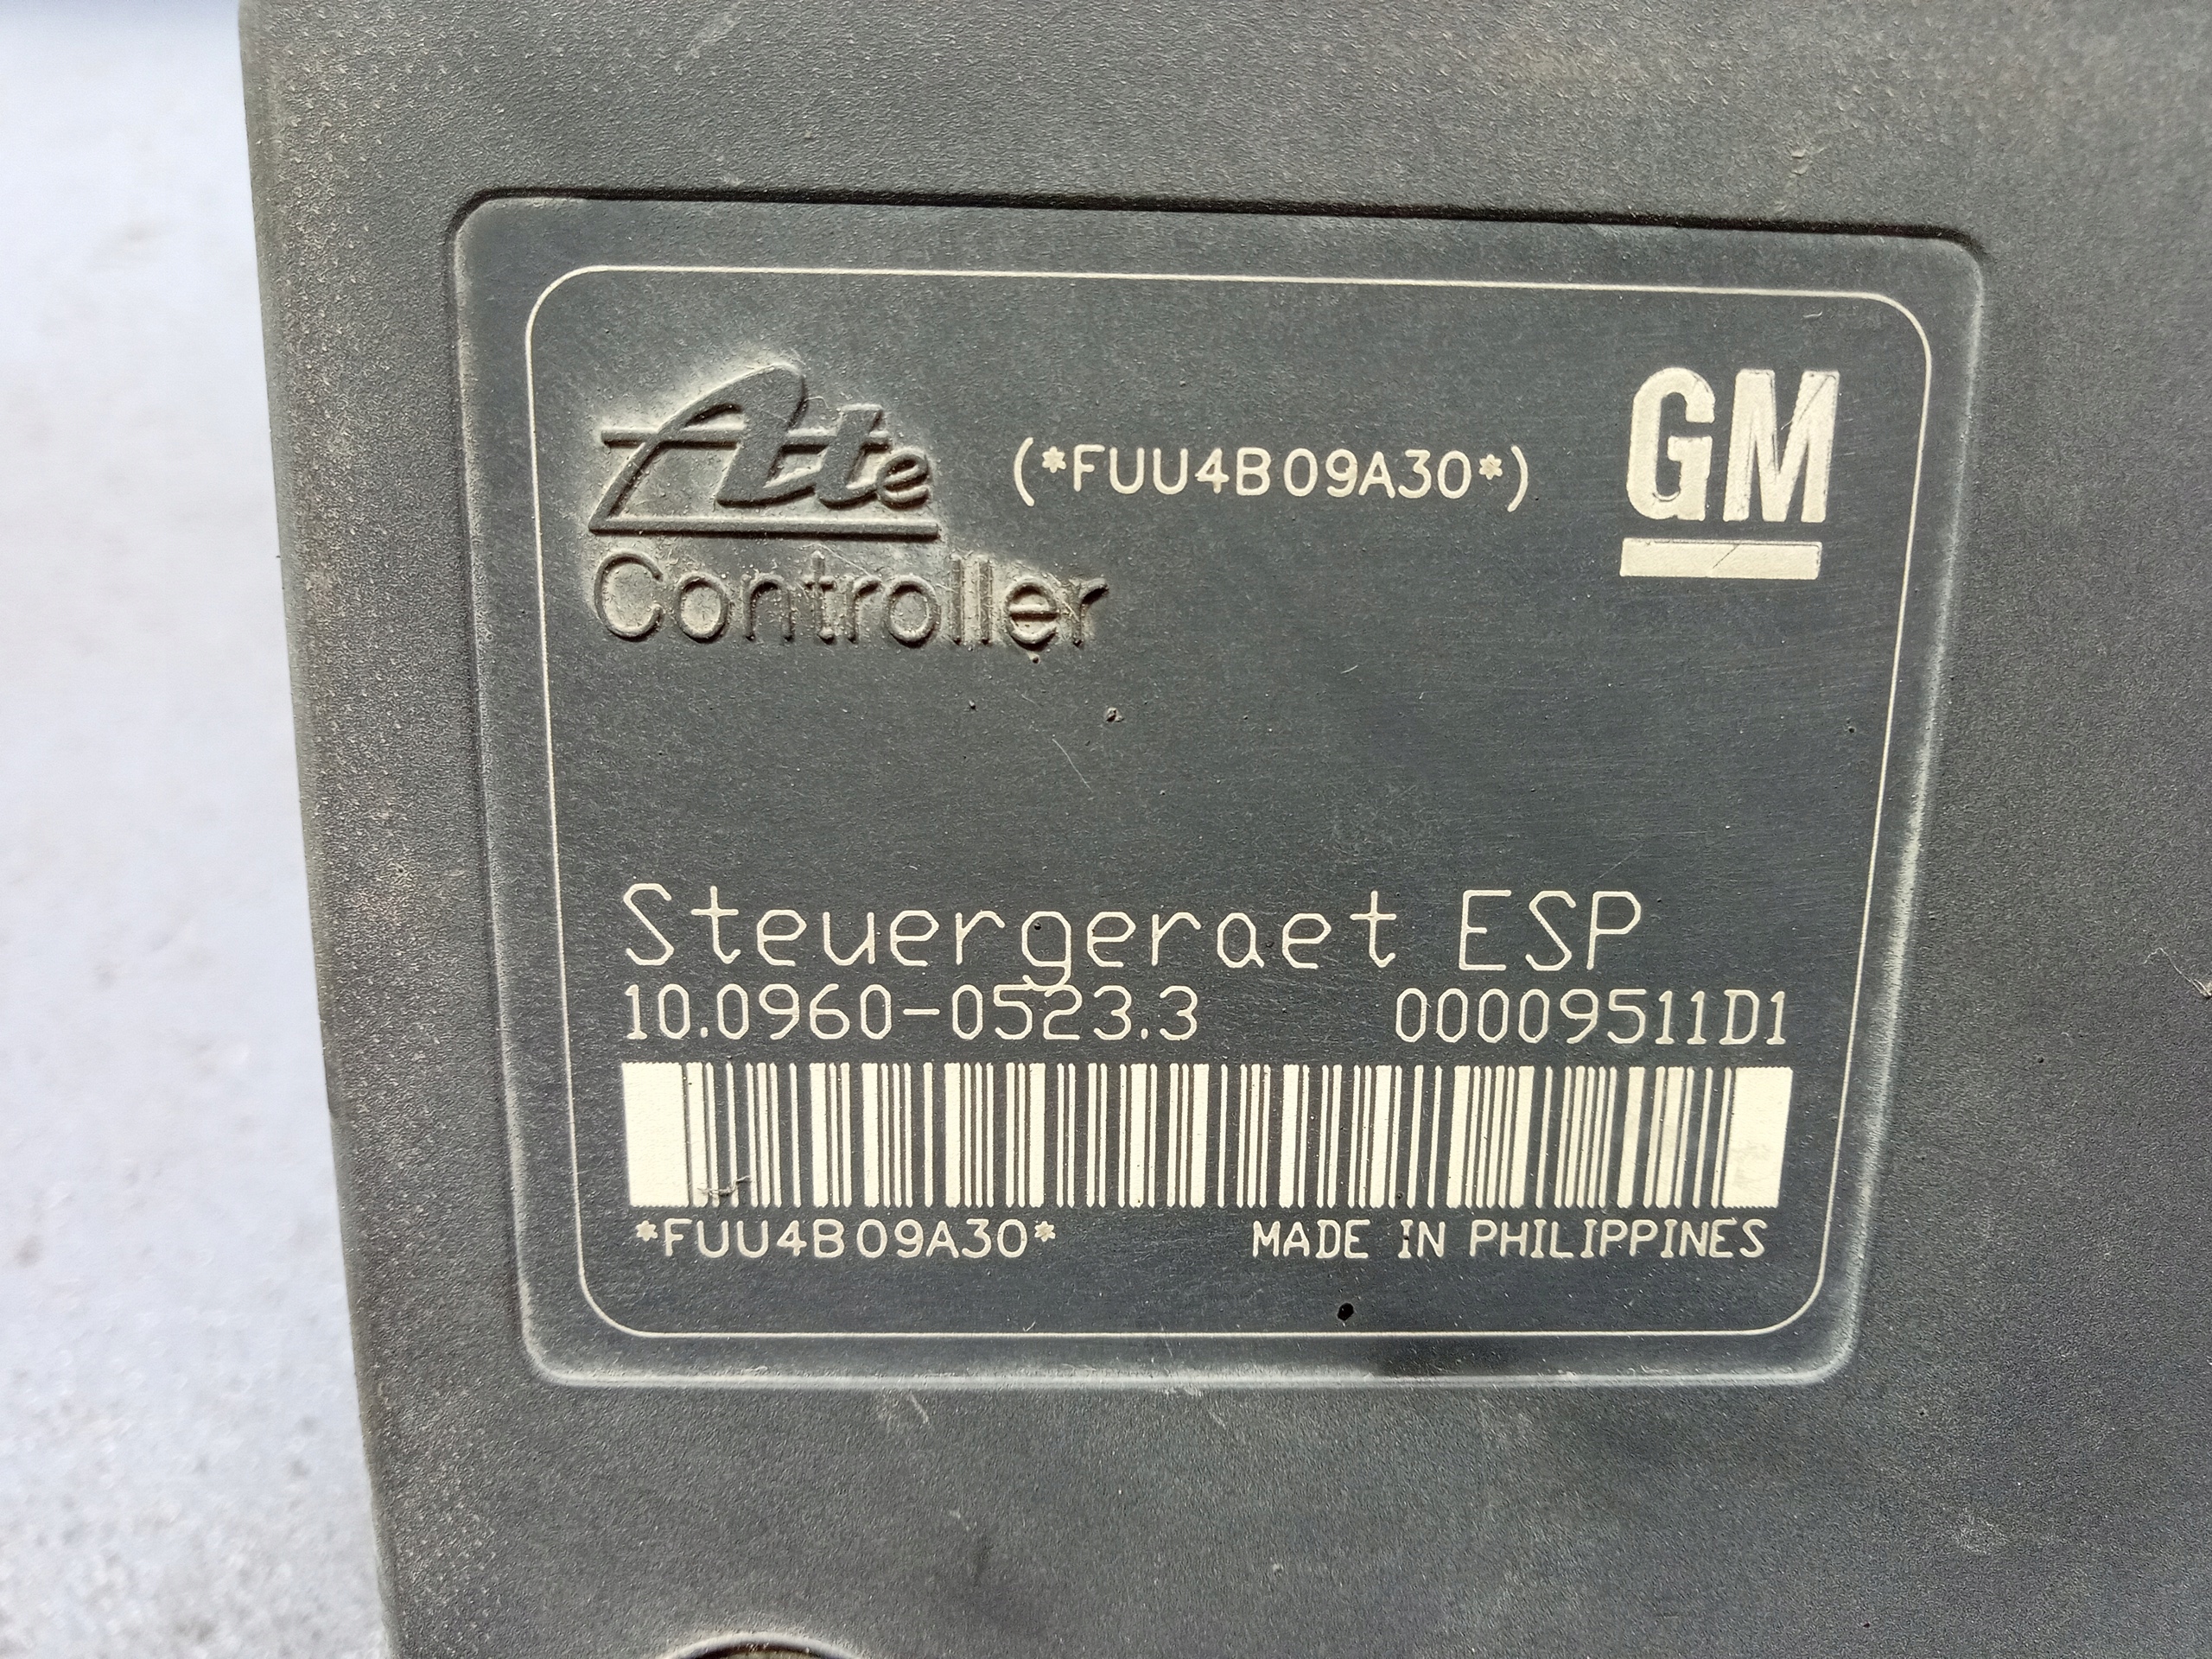 Ate (*FUU4B09A30*) GM
Controller
Steuergeraet ESP
10.0960-0523.3 00009511D1
*FUU4B09A30* MADE IN PHILIPPINES